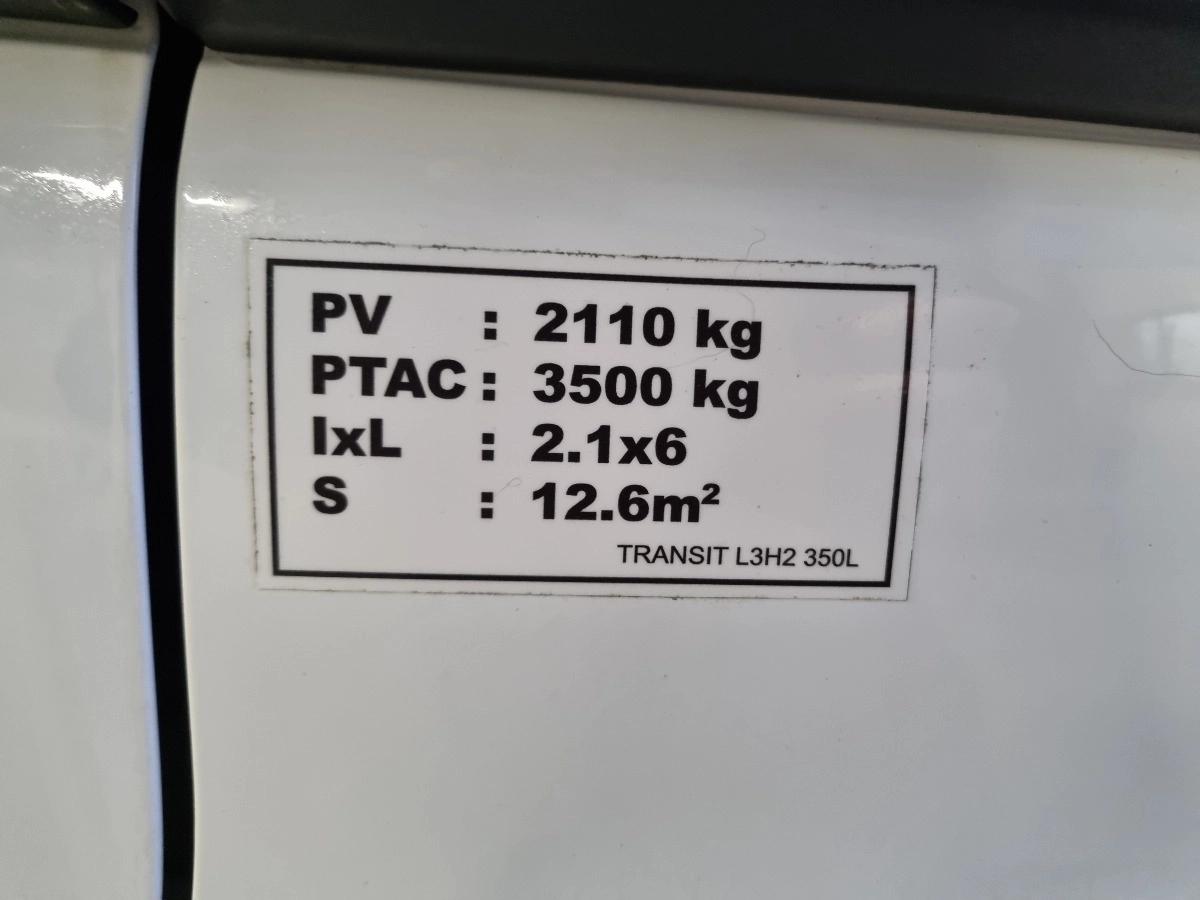 PV : 2110 kg
PTAC : 3500 kg
lxL : 2.1x6
S : 12.6m²
TRANSIT L3H2 350L